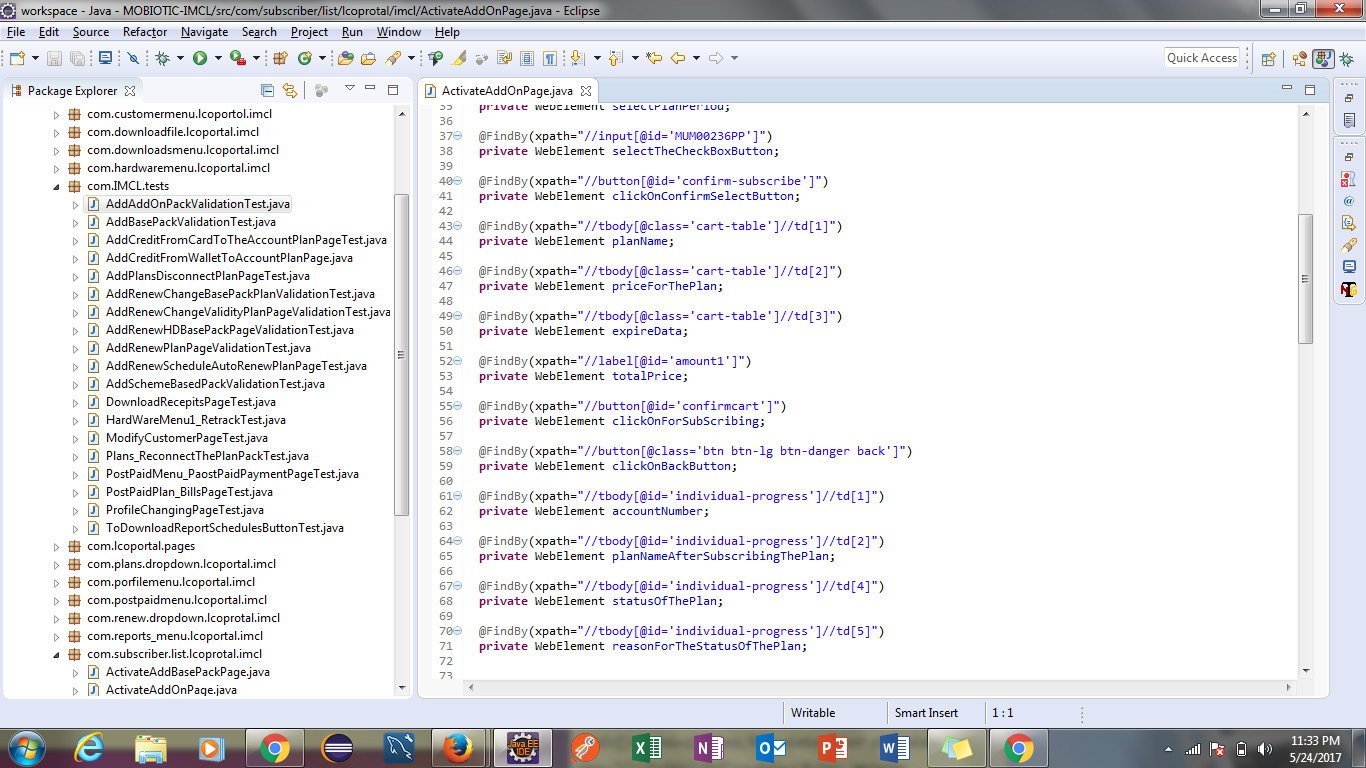 workspace - Java - MOBIOTIC-IMCL/src/com/subscriber/list/lcoprotal/imcl/ActivateAddOnPage.java - Eclipse
File Edit Source Refactor Navigate Search Project Run Window Help
Quick Access
Package Explorer
com.customermenu.lcoportol.imcl
com.downloadfile.lcoportal.imcl
com.downloadsmenu.lcoportal.imcl
com.hardwaremenu.lcoportal.imcl
com.IMCL.tests
AddAddOnPackValidationTest.java
AddBasePackValidationTest.java
AddCreditFromCardToTheAccountPlanPageTest.java
AddCreditFromWalletToAccountPlanPage.java
AddPlansDisconnectPlanPageTest.java
AddRenewChangeBasePackPlanValidationTest.java
AddRenewChangeValidityPlanPageValidationTest.java
AddRenewHDBasePackPageValidationTest.java
AddRenewPlanPageValidationTest.java
AddRenewScheduleAutoRenewPlanPageTest.java
AddSchemeBasedPackValidationTest.java
DownloadRecepitsPageTest.java
HardWareMenu1_RetrackTest.java
ModifyCustomerPageTest.java
Plans_ReconnectThePlanPackTest.java
PostPaidMenu_PaostPaidPaymentPageTest.java
PostPaidPlan_BillsPageTest.java
ProfileChangingPageTest.java
ToDownloadReportSchedulesButtonTest.java
com.lcoportal.pages
com.plans.dropdown.lcoportal.imcl
com.porfilemenu.lcoportal.imcl
com.postpaidmenu.lcoportal.imcl
com.renew.dropdown.lcoprotal.imcl
com.reports_menu.lcoportal.imcl
com.subscriber.list.lcoprotal.imcl
ActivateAddBasePackPage.java
ActivateAddOnPage.java
ActivateAddOnPage.java
35 private WebElement selectPlanPeriod;
36
37 @FindBy(xpath="//input[@id='MUM00236PP']")
38 private WebElement selectTheCheckBoxButton;
39
40 @FindBy(xpath="//button[@id='confirm-subscribe']")
41 private WebElement clickOnConfirmSelectButton;
42
43 @FindBy(xpath="//tbody[@class='cart-table']//td[1]")
44 private WebElement planName;
45
46 @FindBy(xpath="//tbody[@class='cart-table']//td[2]")
47 private WebElement priceForThePlan;
48
49 @FindBy(xpath="//tbody[@class='cart-table']//td[3]")
50 private WebElement expireData;
51
52 @FindBy(xpath="//label[@id='amount1']")
53 private WebElement totalPrice;
54
55 @FindBy(xpath="//button[@id='confirmcart']")
56 private WebElement clickOnForSubScribing;
57
58 @FindBy(xpath="//button[@class='btn btn-lg btn-danger back']")
59 private WebElement clickOnBackButton;
60
61 @FindBy(xpath="//tbody[@id='individual-progress']//td[1]")
62 private WebElement accountNumber;
63
64 @FindBy(xpath="//tbody[@id='individual-progress']//td[2]")
65 private WebElement planNameAfterSubscribingThePlan;
66
67 @FindBy(xpath="//tbody[@id='individual-progress']//td[4]")
68 private WebElement statusOfThePlan;
69
70 @FindBy(xpath="//tbody[@id='individual-progress']//td[5]")
71 private WebElement reasonForTheStatusOfThePlan;
72
73
Writable Smart Insert 1 : 1
Java EE
IDE
11:33 PM
5/24/2017